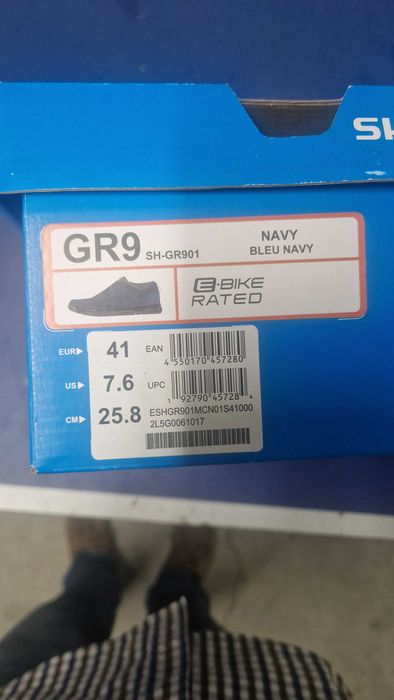 SH
GR9 SH-GR901
NAVY
BLEU NAVY
E-BIKE
RATED
EUR▶ 41 EAN
4 550170 457280
US▶ 7.6 UPC
1 92790 45728 4
CM▶ 25.8 ESHGR901MCN01S41000
2L5G0061017